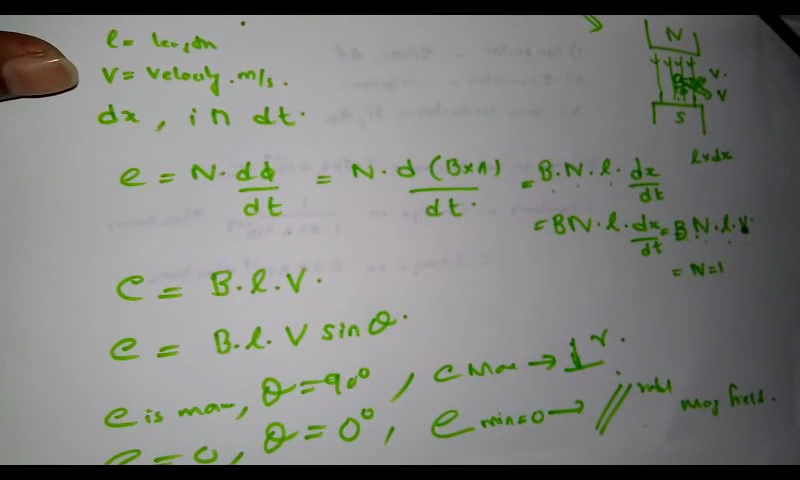 l = length
N
V = Velocity . m/s.
V.
V
dx , in dt.
S
e = N · dϕ/dt = N · d (B×A)/dt · = B. N. l. dx/dt
l×dx
= BN · l · dx/dt = B N. l. V.
= N=1
e = B. l. V.
e = B. l. V sin θ.
e is max, θ = 90° , e Max → ⊥r .
e = 0, θ = 0° , e min = 0 → // mag field.